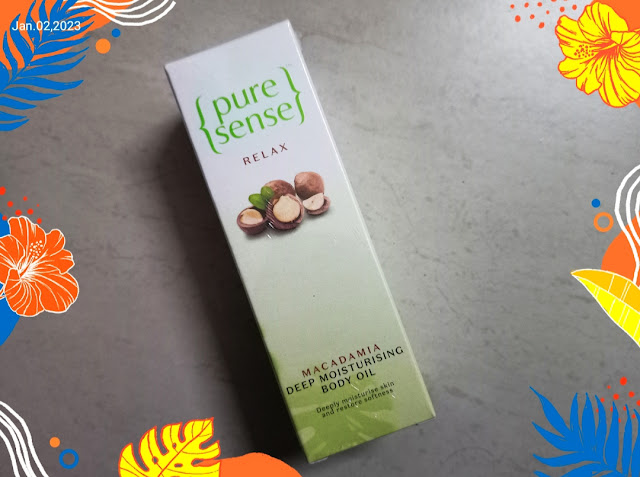 Jan.02,2023
pure
sense
RELAX
MACADAMIA
DEEP MOISTURISING
BODY OIL
Deeply moisturise skin
and restore softness